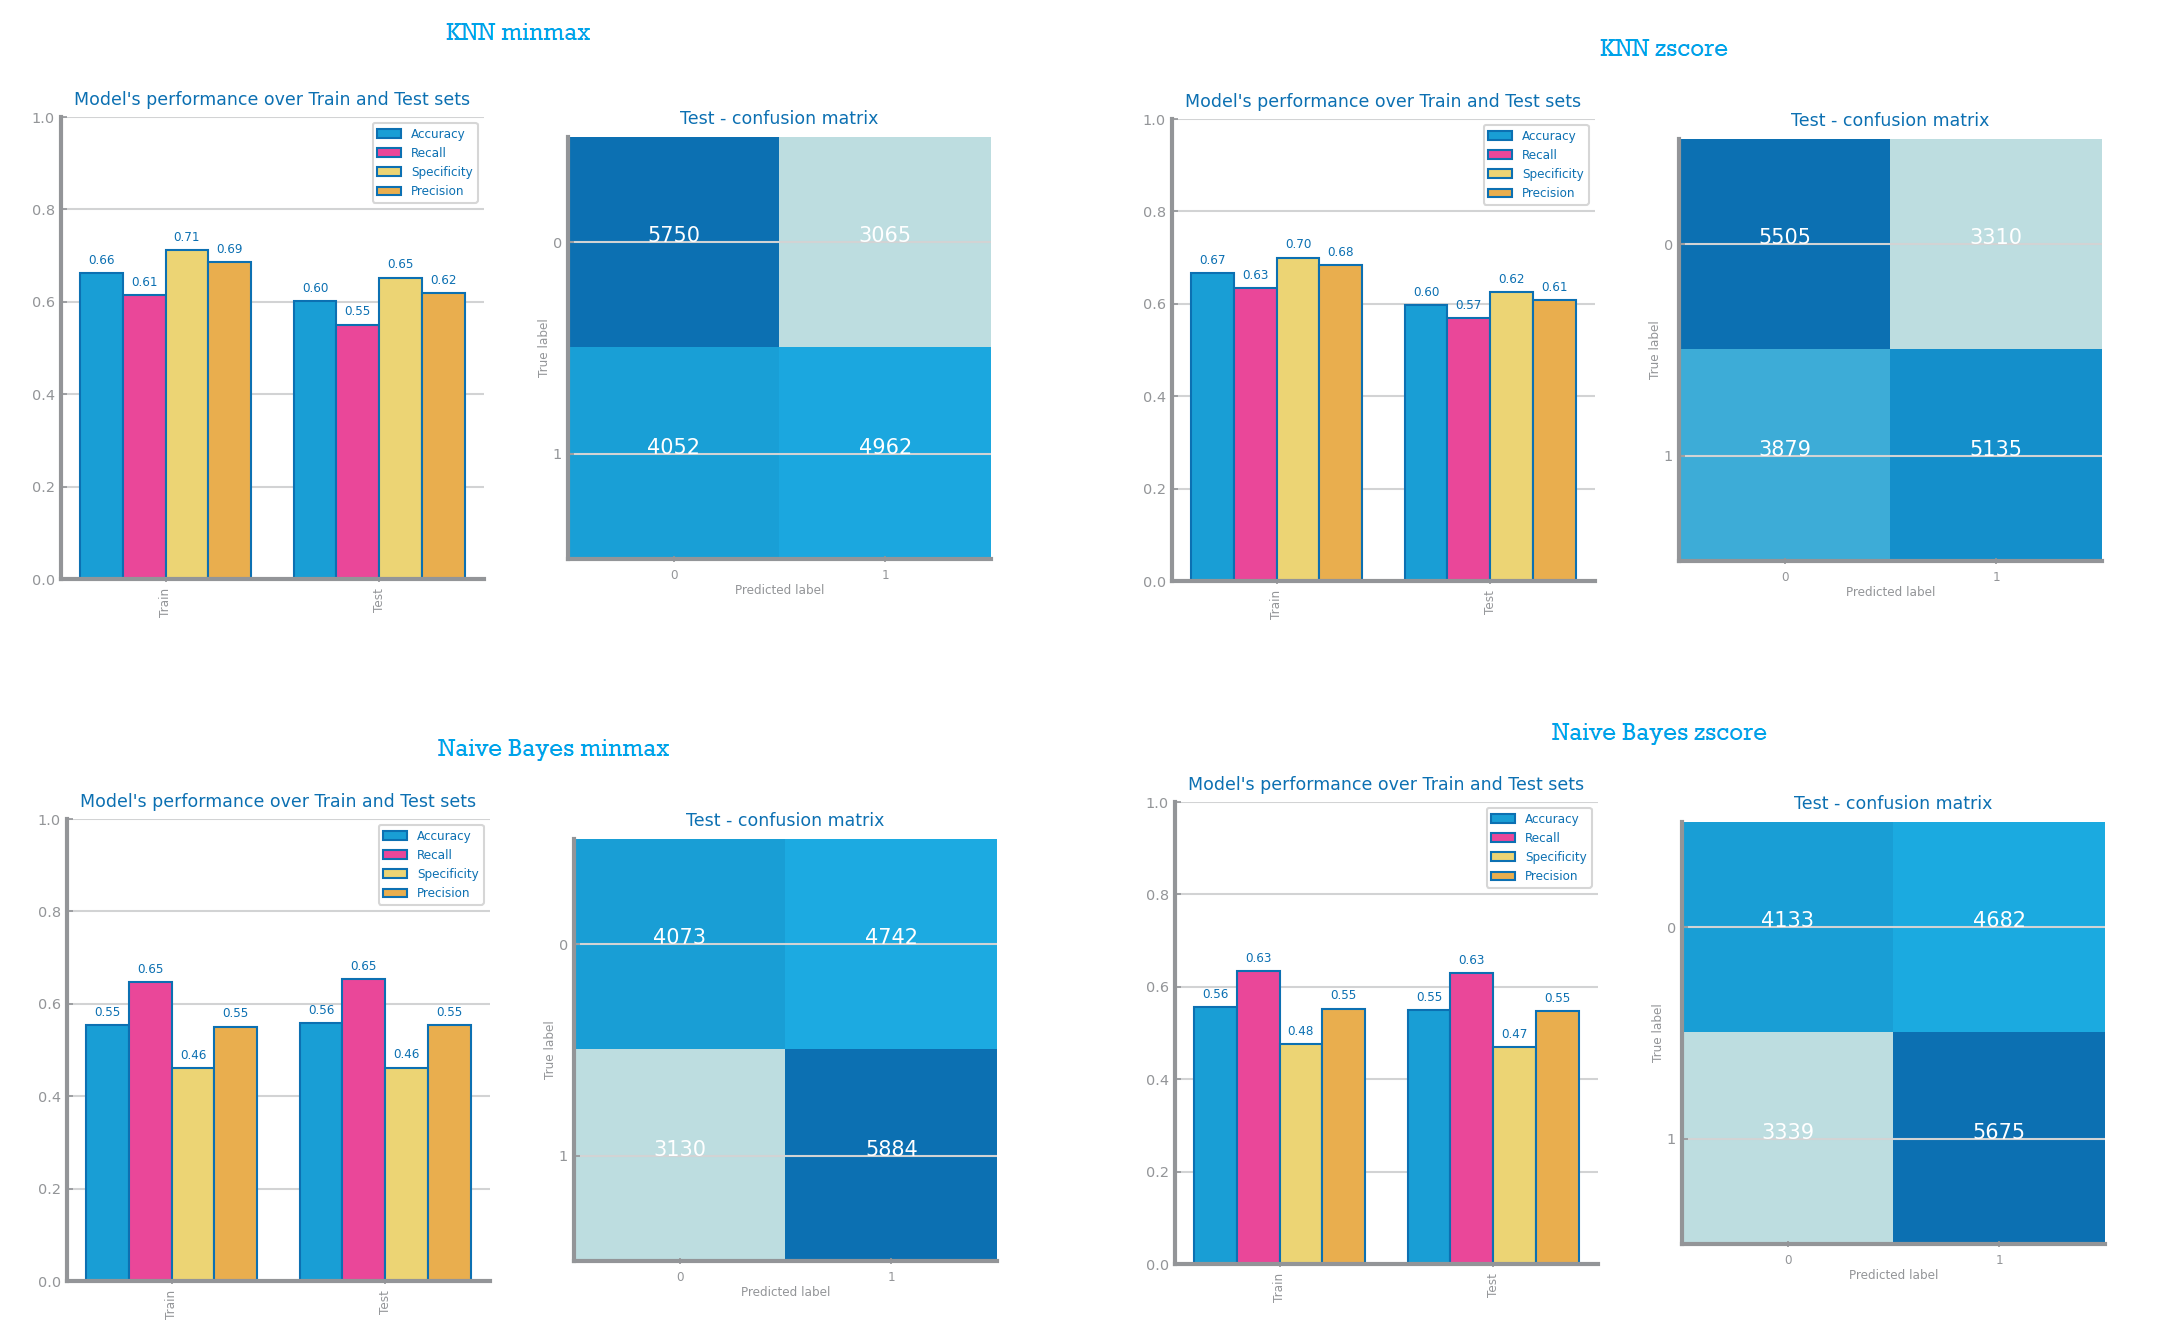 KNN minmax
Model's performance over Train and Test sets
1.0
0.8
0.6
0.4
0.2
0.0
Accuracy
Recall
Specificity
Precision
0.66
0.61
0.71
0.69
0.60
0.55
0.65
0.62
Train
Test
Test - confusion matrix
True label
0
1
5750
3065
4052
4962
0
1
Predicted label
KNN zscore
Model's performance over Train and Test sets
1.0
0.8
0.6
0.4
0.2
0.0
Accuracy
Recall
Specificity
Precision
0.67
0.63
0.70
0.68
0.60
0.57
0.62
0.61
Train
Test
Test - confusion matrix
True label
0
1
5505
3310
3879
5135
0
1
Predicted label
Naive Bayes minmax
Model's performance over Train and Test sets
1.0
0.8
0.6
0.4
0.2
0.0
Accuracy
Recall
Specificity
Precision
0.55
0.65
0.46
0.55
0.56
0.65
0.46
0.55
Train
Test
Test - confusion matrix
True label
0
1
4073
4742
3130
5884
0
1
Predicted label
Naive Bayes zscore
Model's performance over Train and Test sets
1.0
0.8
0.6
0.4
0.2
0.0
Accuracy
Recall
Specificity
Precision
0.56
0.63
0.48
0.55
0.55
0.63
0.47
0.55
Train
Test
Test - confusion matrix
True label
0
1
4133
4682
3339
5675
0
1
Predicted label